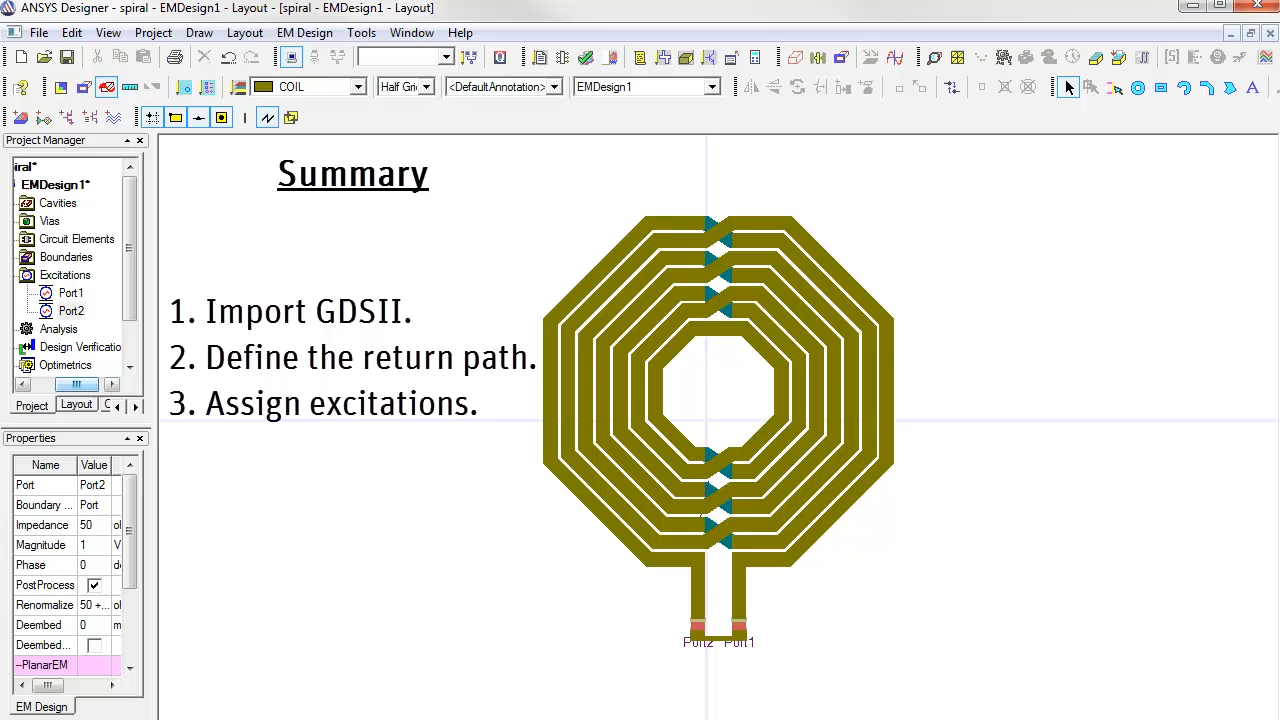 ANSYS Designer - spiral - EMDesign1 - Layout - [spiral - EMDesign1 - Layout]
File Edit View Project Draw Layout EM Design Tools Window Help
COIL Half Gri <DefaultAnnotation> EMDesign1
Project Manager
iral*
EMDesign1*
Cavities
Vias
Circuit Elements
Boundaries
Excitations
Port1
Port2
Analysis
Design Verificatio
Optimetrics
Project Layout
Properties
Name Value
Port Port2
Boundary ... Port
Impedance 50
Magnitude 1 V
Phase 0
PostProcess
Renormalize 50 +...
Deembed 0
Deembed...
--PlanarEM
EM Design
Summary
1. Import GDSII.
2. Define the return path.
3. Assign excitations.
Port2 Port1